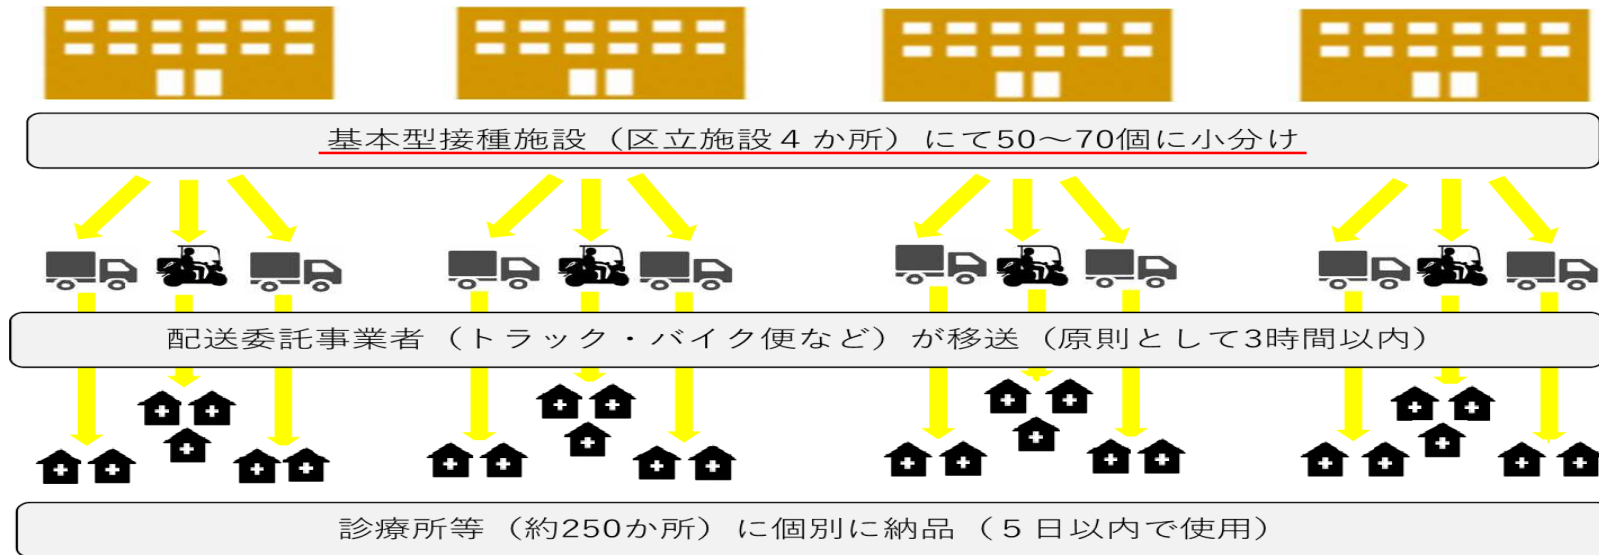 基本型接種施設（区立施設４か所）にて50～70個に小分け
配送委託事業者（トラック・バイク便など）が移送（原則として3時間以内）
診療所等（約250か所）に個別に納品（５日以内で使用）